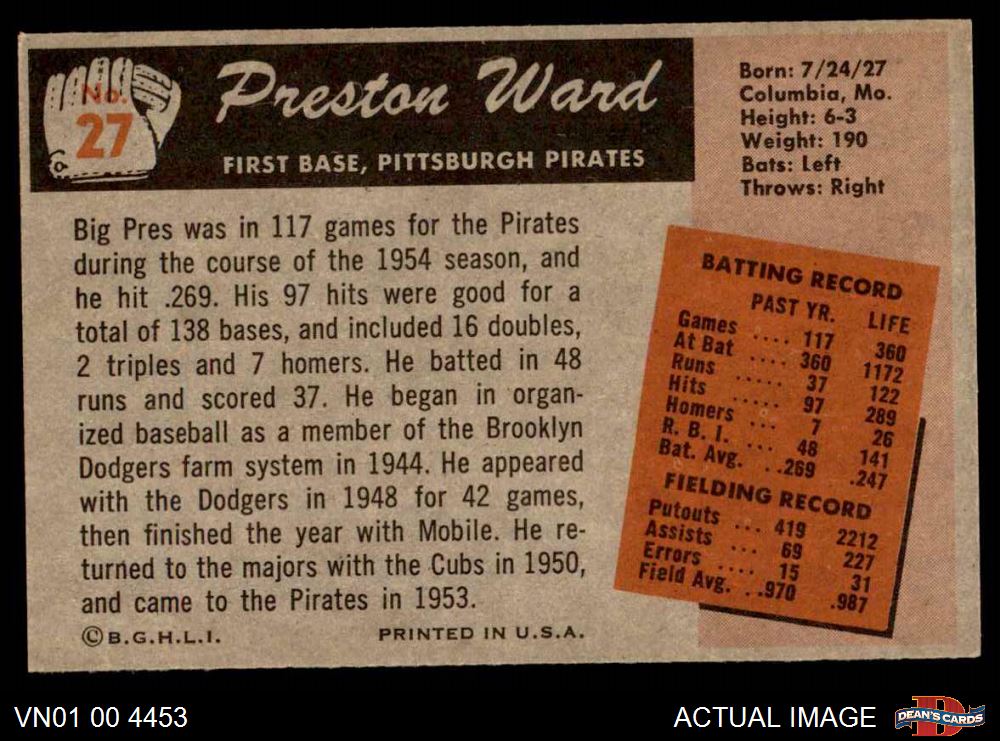 No.
27
Preston Ward
FIRST BASE, PITTSBURGH PIRATES
Born: 7/24/27
Columbia, Mo.
Height: 6-3
Weight: 190
Bats: Left
Throws: Right
Big Pres was in 117 games for the Pirates
during the course of the 1954 season, and
he hit .269. His 97 hits were good for a
total of 138 bases, and included 16 doubles,
2 triples and 7 homers. He batted in 48
runs and scored 37. He began in organ-
ized baseball as a member of the Brooklyn
Dodgers farm system in 1944. He appeared
with the Dodgers in 1948 for 42 games,
then finished the year with Mobile. He re-
turned to the majors with the Cubs in 1950,
and came to the Pirates in 1953.
©B.G.H.L.I. PRINTED IN U.S.A.
BATTING RECORD
PAST YR. LIFE
Games .... 117 360
At Bat .... 360 1172
Runs ..... 37 122
Hits ..... 97 289
Homers 7 26
R. B. I. ... 48 141
Bat. Avg. ..269 .247
FIELDING RECORD
Putouts ... 419 2212
Assists ... 69 227
Errors .... 15 31
Field Avg. ..970 .987
VN01 00 4453
ACTUAL IMAGE
D
DEAN'S CARDS